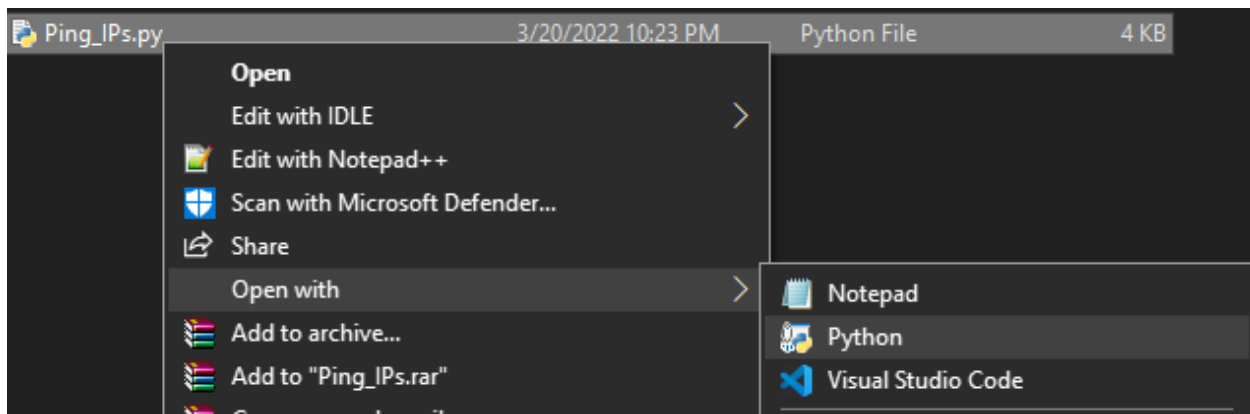 Ping_IPs.py 3/20/2022 10:23 PM Python File 4 KB
Open
Edit with IDLE
Edit with Notepad++
Scan with Microsoft Defender...
Share
Open with
Notepad
Add to archive...
Python
Add to "Ping_IPs.rar"
Visual Studio Code